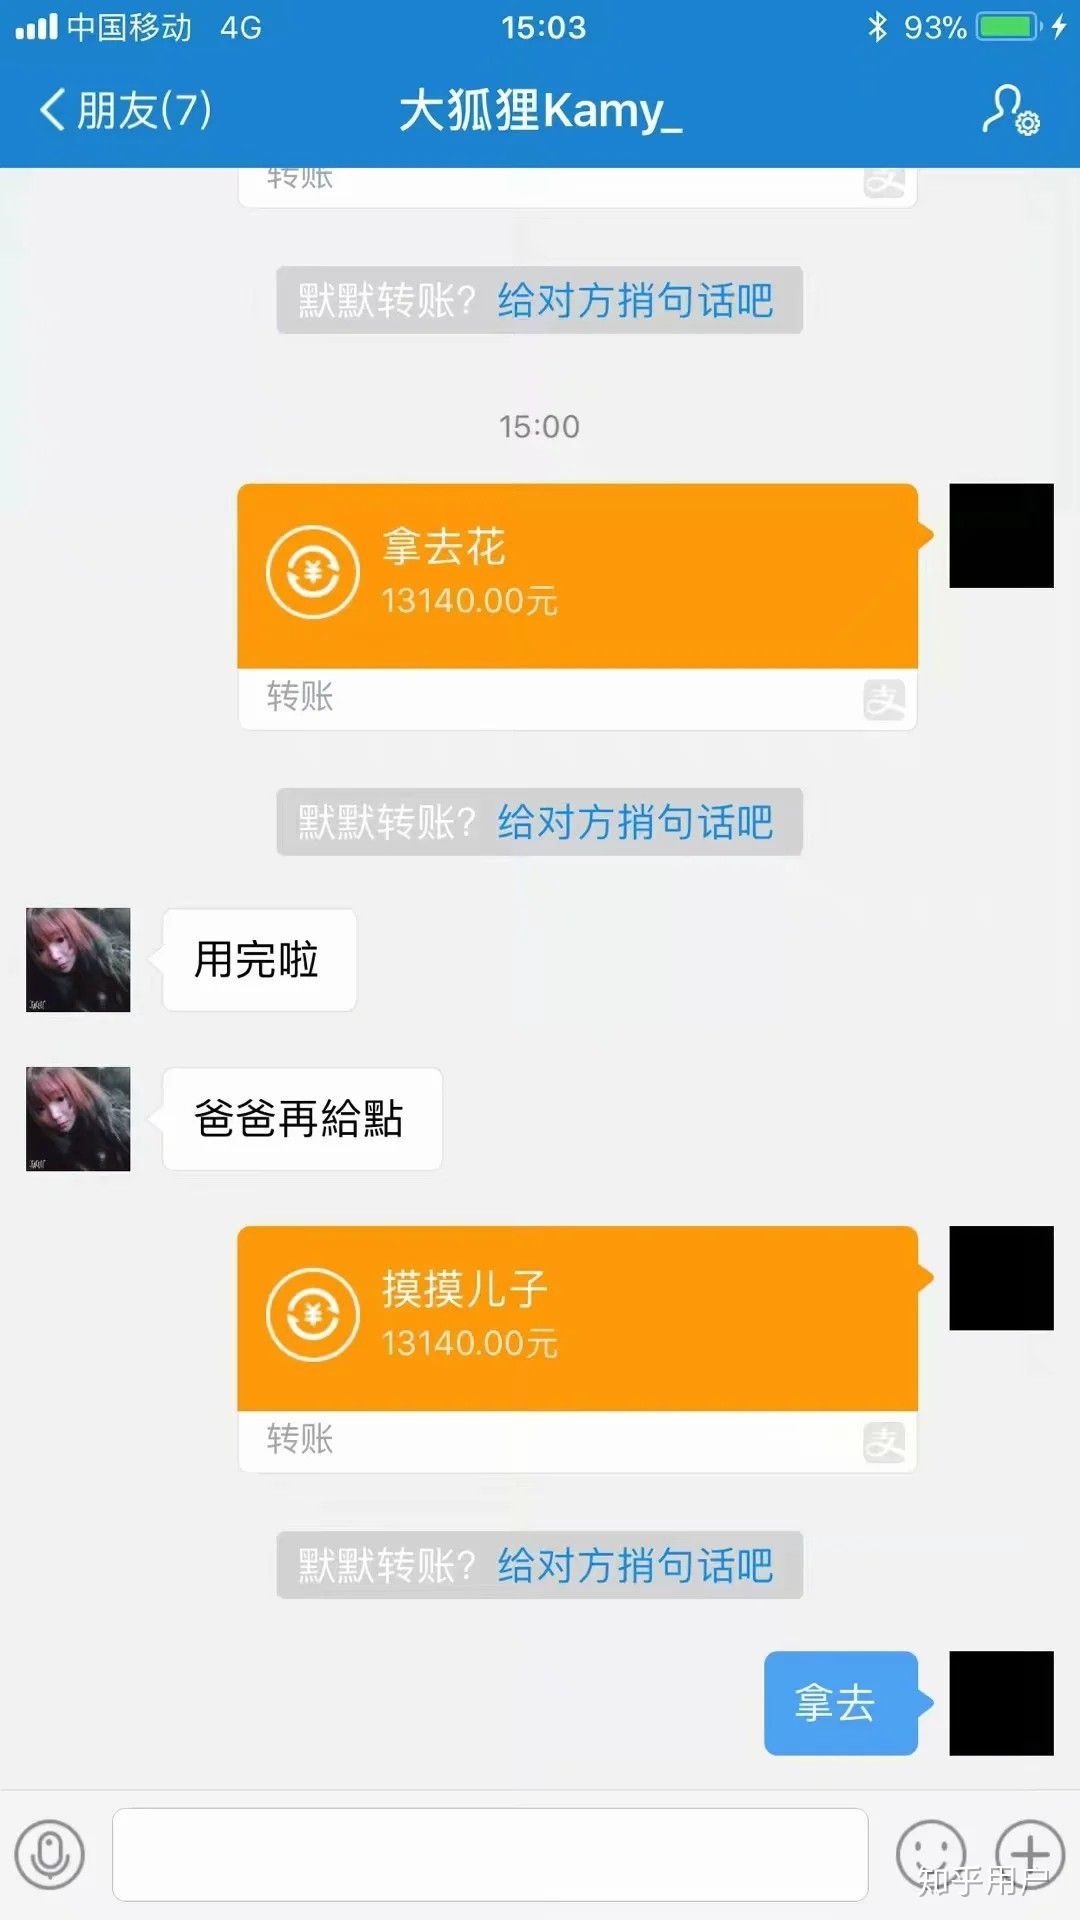 中国移动 4G 15:03 93%
朋友(7) 大狐狸Kamy_
转账 支
默默转账? 给对方捎句话吧
15:00
拿去花
13140.00元
转账 支
默默转账? 给对方捎句话吧
用完啦
爸爸再給點
摸摸儿子
13140.00元
转账 支
默默转账? 给对方捎句话吧
拿去
知乎用户